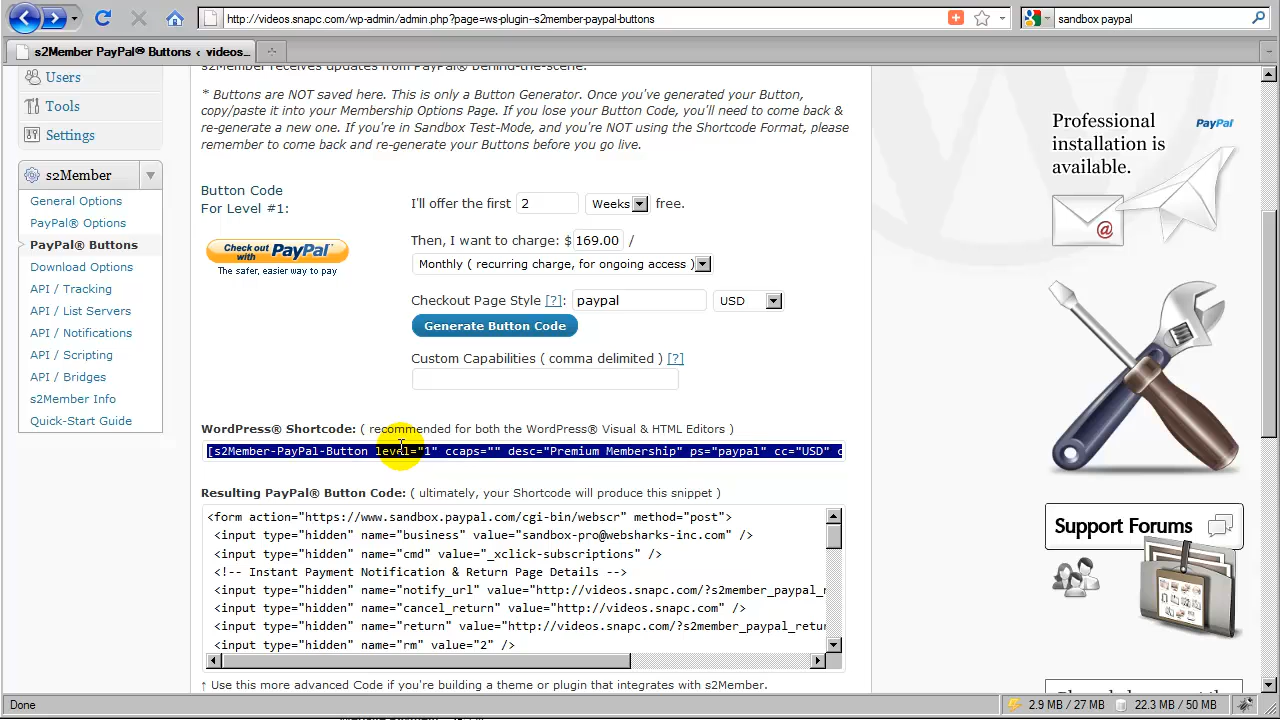 http://videos.snapc.com/wp-admin/admin.php?page=ws-plugin--s2member-paypal-buttons
sandbox paypal
s2Member PayPal® Buttons ‹ videos...
s2Member receives updates from PayPal® behind-the-scene.
* Buttons are NOT saved here. This is only a Button Generator. Once you've generated your Button,
copy/paste it into your Membership Options Page. If you lose your Button Code, you'll need to come back &
re-generate a new one. If you're in Sandbox Test-Mode, and you're NOT using the Shortcode Format, please
remember to come back and re-generate your Buttons before you go live.
Users
Tools
Settings
s2Member
General Options
PayPal® Options
PayPal® Buttons
Download Options
API / Tracking
API / List Servers
API / Notifications
API / Scripting
API / Bridges
s2Member Info
Quick-Start Guide
Button Code
For Level #1:
Check out with PayPal
The safer, easier way to pay
I'll offer the first 2 Weeks free.
Then, I want to charge: $ 169.00 /
Monthly ( recurring charge, for ongoing access )
Checkout Page Style [?]: paypal USD
Generate Button Code
Custom Capabilities ( comma delimited ) [?]
WordPress® Shortcode: ( recommended for both the WordPress® Visual & HTML Editors )
[s2Member-PayPal-Button level="1" ccaps="" desc="Premium Membership" ps="paypal" cc="USD" c
Resulting PayPal® Button Code: ( ultimately, your Shortcode will produce this snippet )
<form action="https://www.sandbox.paypal.com/cgi-bin/webscr" method="post">
<input type="hidden" name="business" value="sandbox-pro@websharks-inc.com" />
<input type="hidden" name="cmd" value="_xclick-subscriptions" />
<!-- Instant Payment Notification & Return Page Details -->
<input type="hidden" name="notify_url" value="http://videos.snapc.com/?s2member_paypal_r
<input type="hidden" name="cancel_return" value="http://videos.snapc.com" />
<input type="hidden" name="return" value="http://videos.snapc.com/?s2member_paypal_retur
<input type="hidden" name="rm" value="2" />
↑ Use this more advanced Code if you're building a theme or plugin that integrates with s2Member.
Professional
installation is
available.
PayPal
@
Support Forums
Done
2.9 MB / 27 MB
22.3 MB / 50 MB